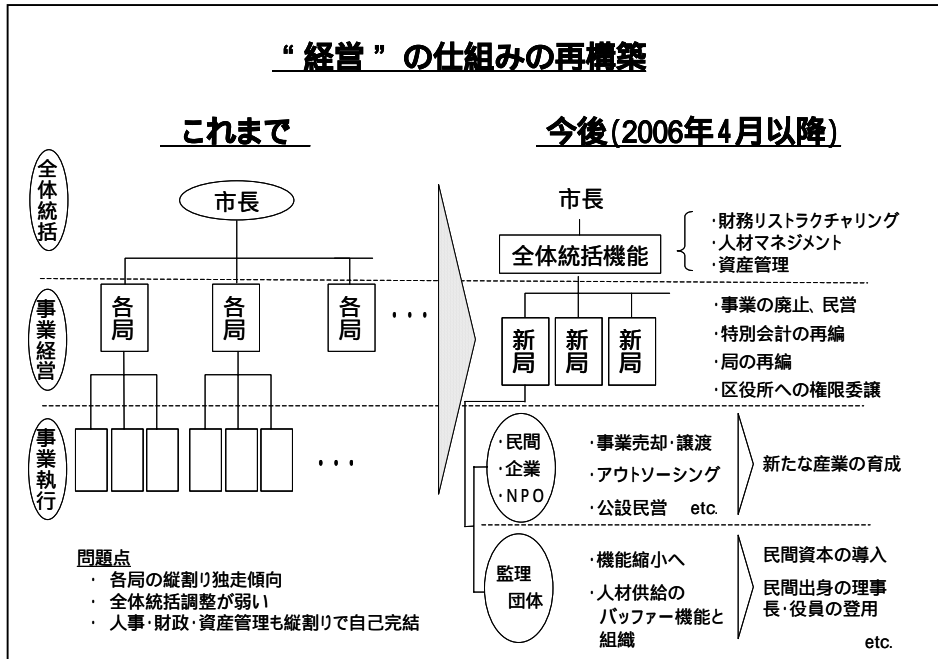 “経営”の仕組みの再構築
これまで
今後(2006年4月以降)
全体統括
市長
市長
全体統括機能
・財務リストラクチャリング
・人材マネジメント
・資産管理
事業経営
各局
各局
各局
・・・
新局
新局
新局
・事業の廃止、民営
・特別会計の再編
・局の再編
・区役所への権限委譲
事業執行
・・・
・民間
・企業
・NPO
・事業売却・譲渡
・アウトソーシング
・公設民営 etc.
新たな産業の育成
監理
団体
・機能縮小へ
・人材供給の
バッファー機能と
組織
民間資本の導入
民間出身の理事
長・役員の登用
etc.
問題点
・ 各局の縦割り独走傾向
・ 全体統括調整が弱い
・ 人事・財政・資産管理も縦割りで自己完結